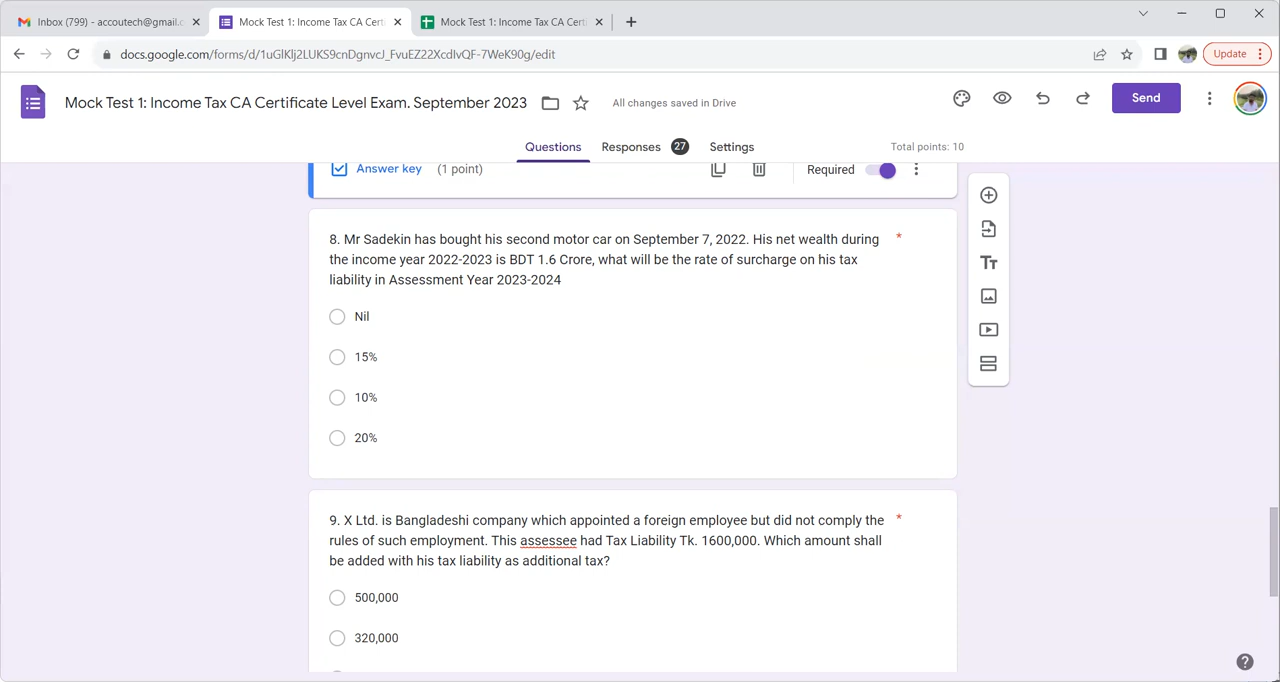 Inbox (799) - accoutech@gmail.c
Mock Test 1: Income Tax CA Certi
Mock Test 1: Income Tax CA Certi
docs.google.com/forms/d/1uGlKlj2LUKS9cnDgnvcJ_FvuEZ22XcdlvQF-7WeK90g/edit
Update
Mock Test 1: Income Tax CA Certificate Level Exam. September 2023
All changes saved in Drive
Send
Questions
Responses 27
Settings
Total points: 10
Answer key (1 point)
Required
8. Mr Sadekin has bought his second motor car on September 7, 2022. His net wealth during *
the income year 2022-2023 is BDT 1.6 Crore, what will be the rate of surcharge on his tax
liability in Assessment Year 2023-2024
Nil
15%
10%
20%
9. X Ltd. is Bangladeshi company which appointed a foreign employee but did not comply the *
rules of such employment. This assessee had Tax Liability Tk. 1600,000. Which amount shall
be added with his tax liability as additional tax?
500,000
320,000